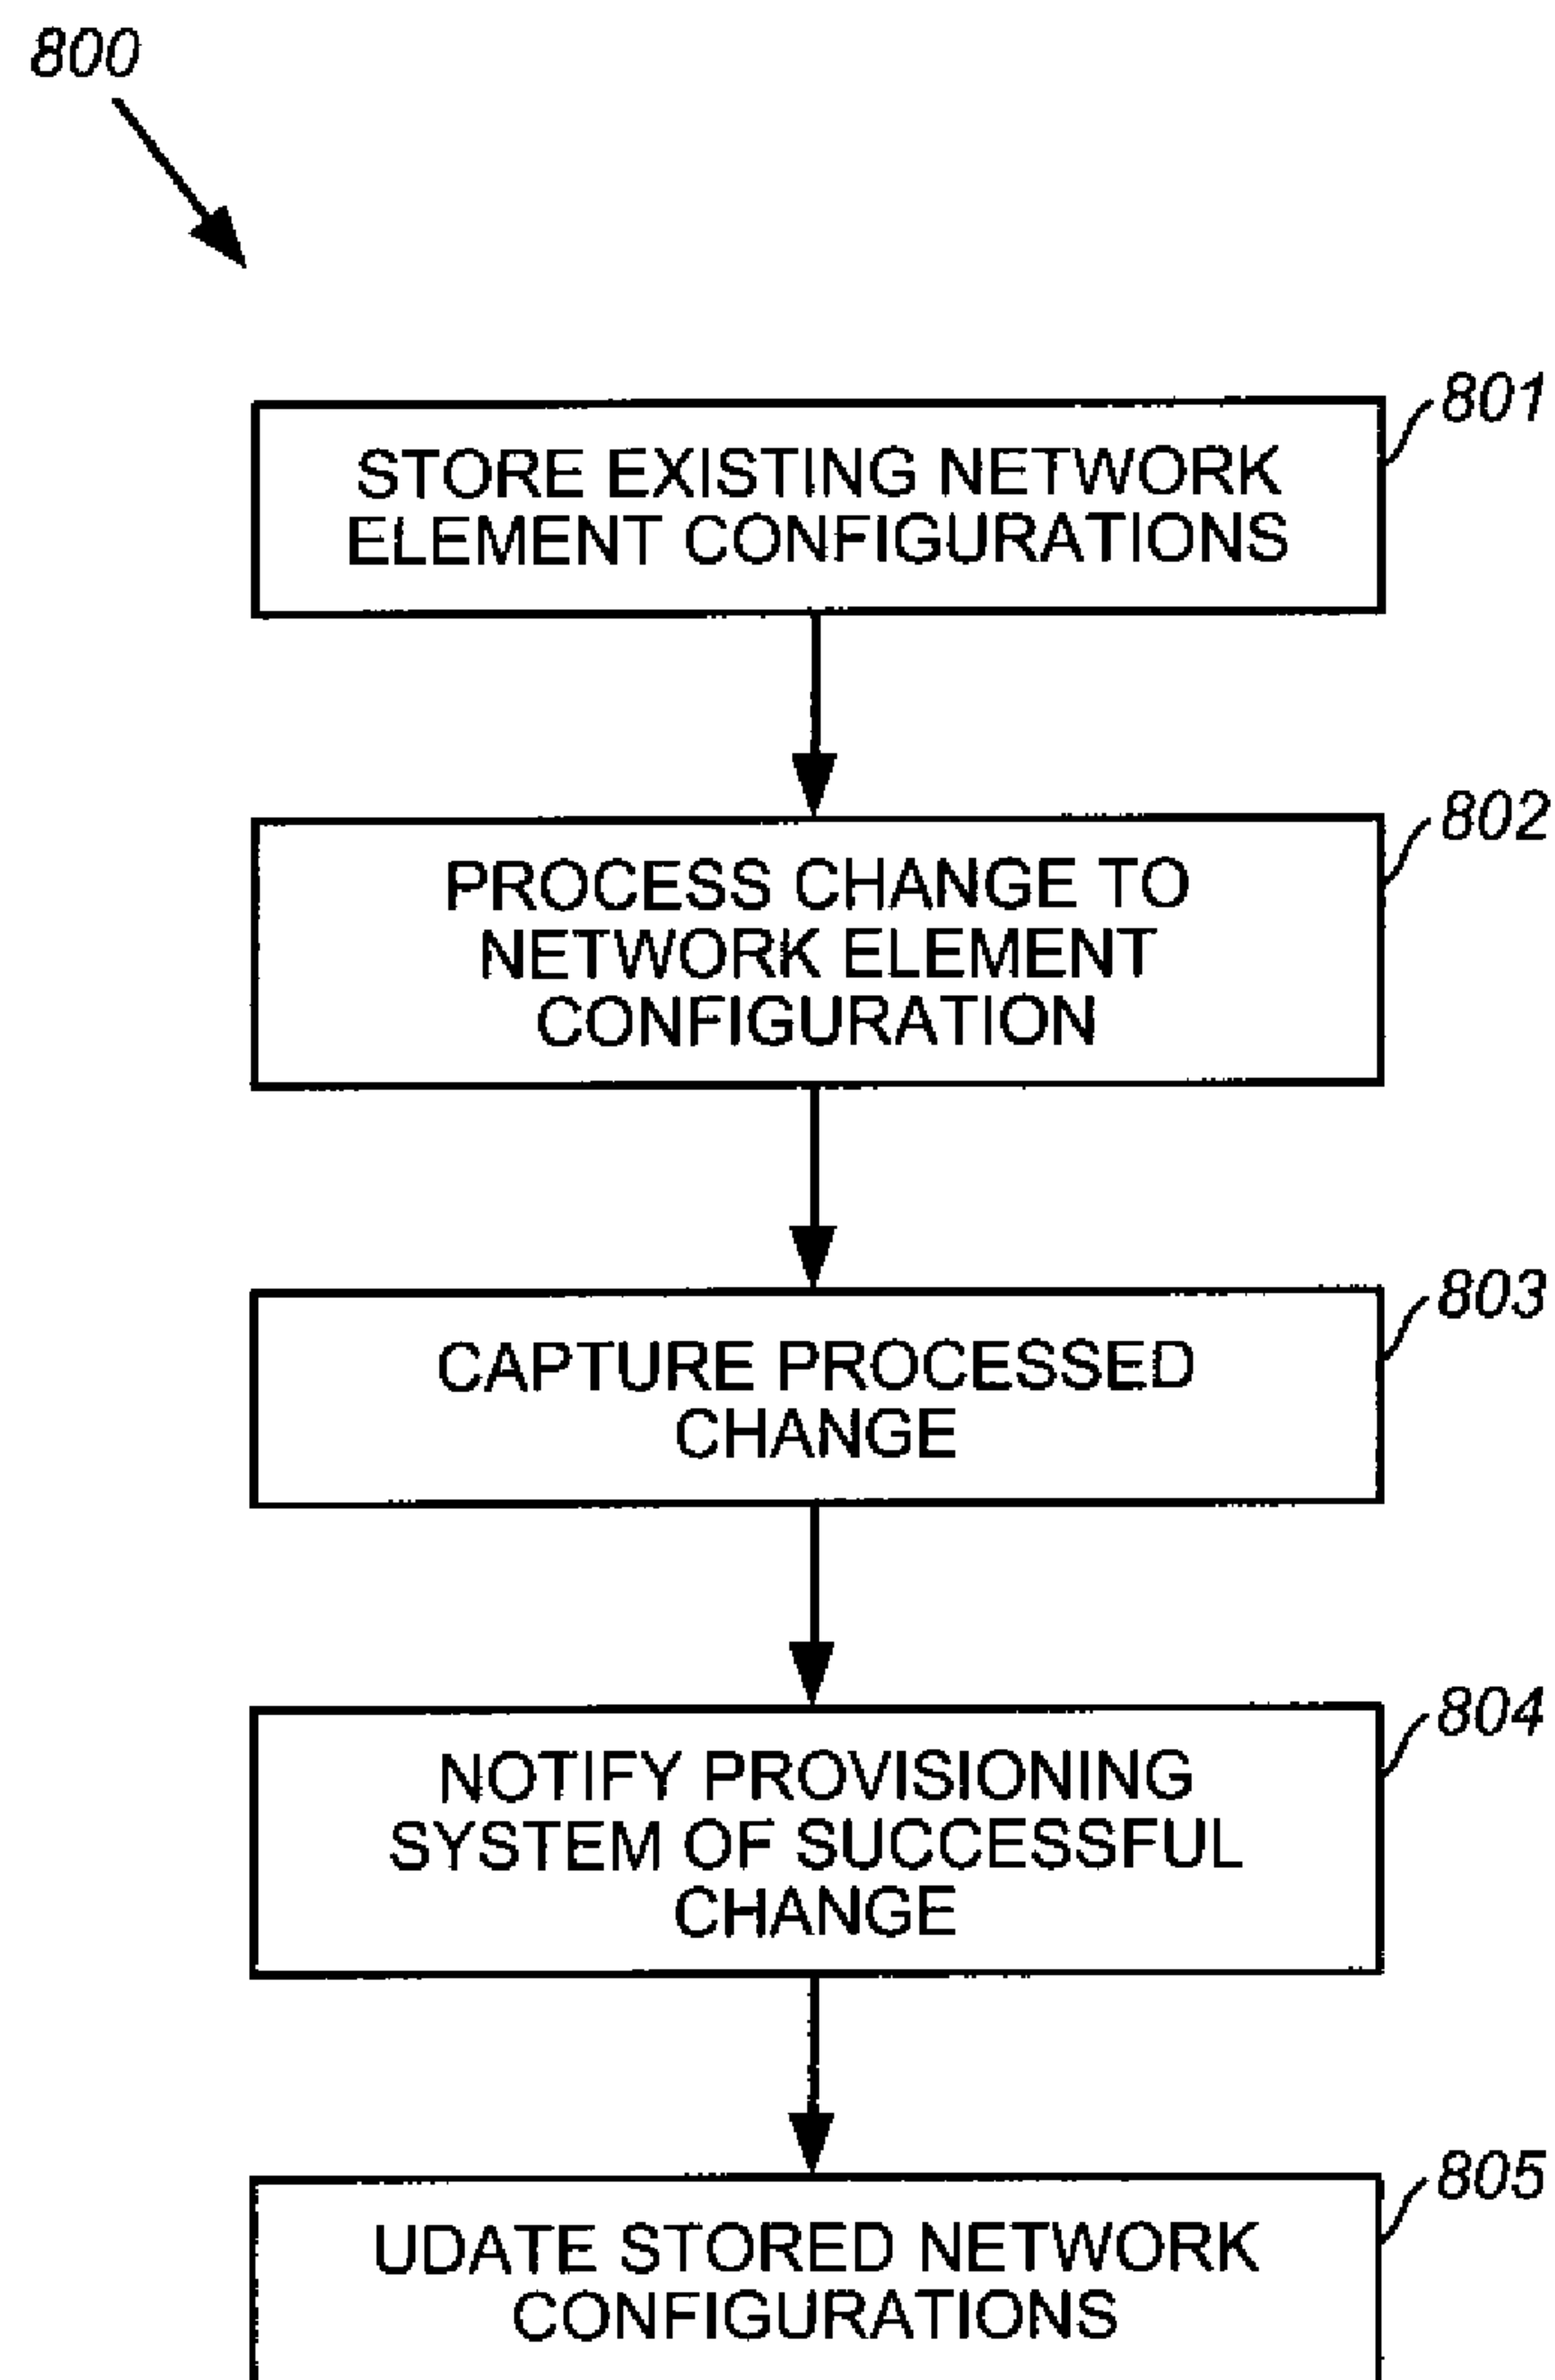 800
801
STORE EXISTING NETWORK
ELEMENT CONFIGURATIONS
802
PROCESS CHANGE TO
NETWORK ELEMENT
CONFIGURATION
803
CAPTURE PROCESSED
CHANGE
804
NOTIFY PROVISIONING
SYSTEM OF SUCCESSFUL
CHANGE
805
UDATE STORED NETWORK
CONFIGURATIONS